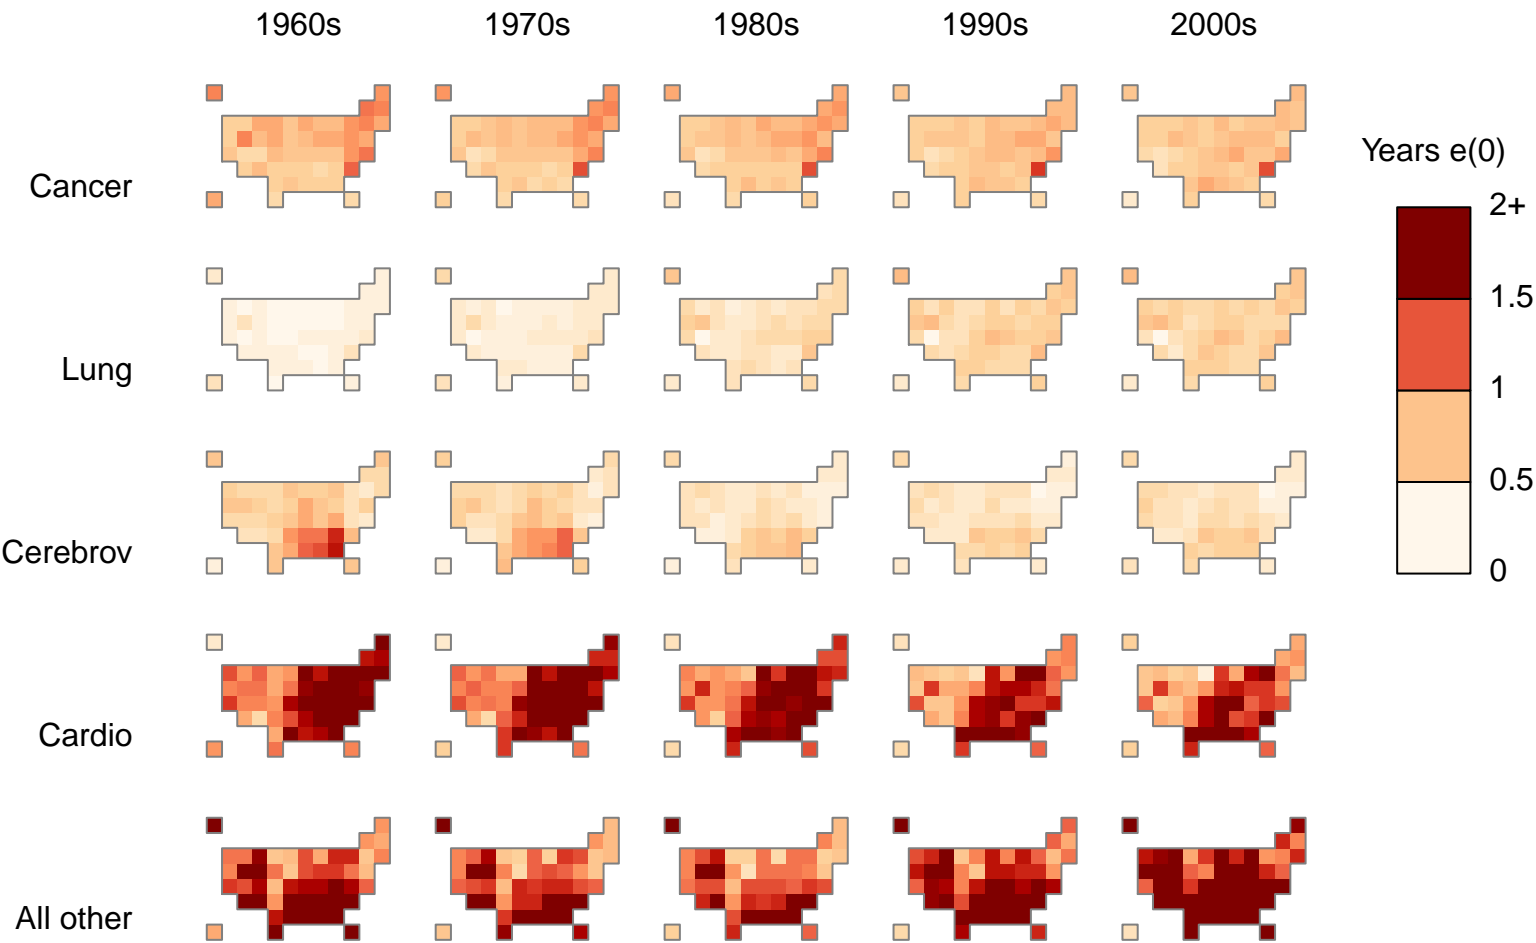 1960s 1970s 1980s 1990s 2000s
Cancer
Lung
Cerebrov
Cardio
All other
Years e(0)
2+
1.5
1
0.5
0